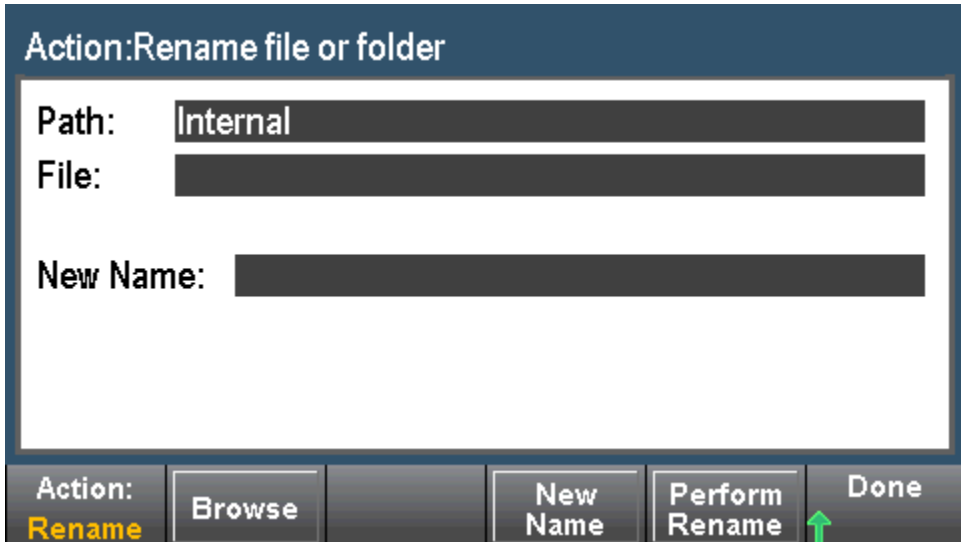 Action:Rename file or folder
Path: Internal
File:
New Name:
Action:
Rename
Browse
New
Name
Perform
Rename
Done